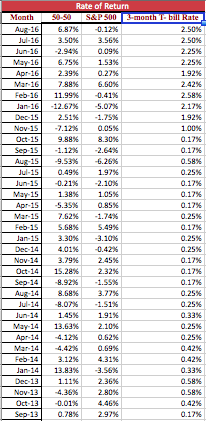 Rate of Return
Month 50-50 S&P 500 3-month T- bill Rate
Aug-16 6.87% -0.12% 2.50%
Jul-16 3.50% 3.56% 2.50%
Jun-16 -2.94% 0.09% 2.25%
May-16 6.75% 1.53% 2.25%
Apr-16 2.39% 0.27% 1.92%
Mar-16 7.88% 6.60% 2.42%
Feb-16 11.99% -0.41% 2.58%
Jan-16 -12.67% -5.07% 2.17%
Dec-15 2.51% -1.75% 1.92%
Nov-15 -7.12% 0.05% 1.00%
Oct-15 9.88% 8.30% 0.17%
Sep-15 -1.12% -2.64% 0.17%
Aug-15 -9.53% -6.26% 0.58%
Jul-15 0.49% 1.97% 0.25%
Jun-15 -0.21% -2.10% 0.17%
May-15 1.38% 1.05% 0.17%
Apr-15 -5.35% 0.85% 0.17%
Mar-15 7.62% -1.74% 0.25%
Feb-15 5.68% 5.49% 0.17%
Jan-15 3.30% -3.10% 0.25%
Dec-14 4.01% -0.42% 0.25%
Nov-14 3.79% 2.45% 0.17%
Oct-14 15.28% 2.32% 0.17%
Sep-14 -8.92% -1.55% 0.17%
Aug-14 8.68% 3.77% 0.25%
Jul-14 -8.07% -1.51% 0.25%
Jun-14 1.45% 1.91% 0.33%
May-14 13.63% 2.10% 0.25%
Apr-14 -1.12% 0.62% 0.25%
Mar-14 -4.42% 0.69% 0.42%
Feb-14 3.12% 4.31% 0.42%
Jan-14 13.83% -3.56% 0.33%
Dec-13 1.11% 2.36% 0.58%
Nov-13 -4.36% 2.80% 0.58%
Oct-13 -0.01% 4.46% 0.42%
Sep-13 0.78% 2.97% 0.17%